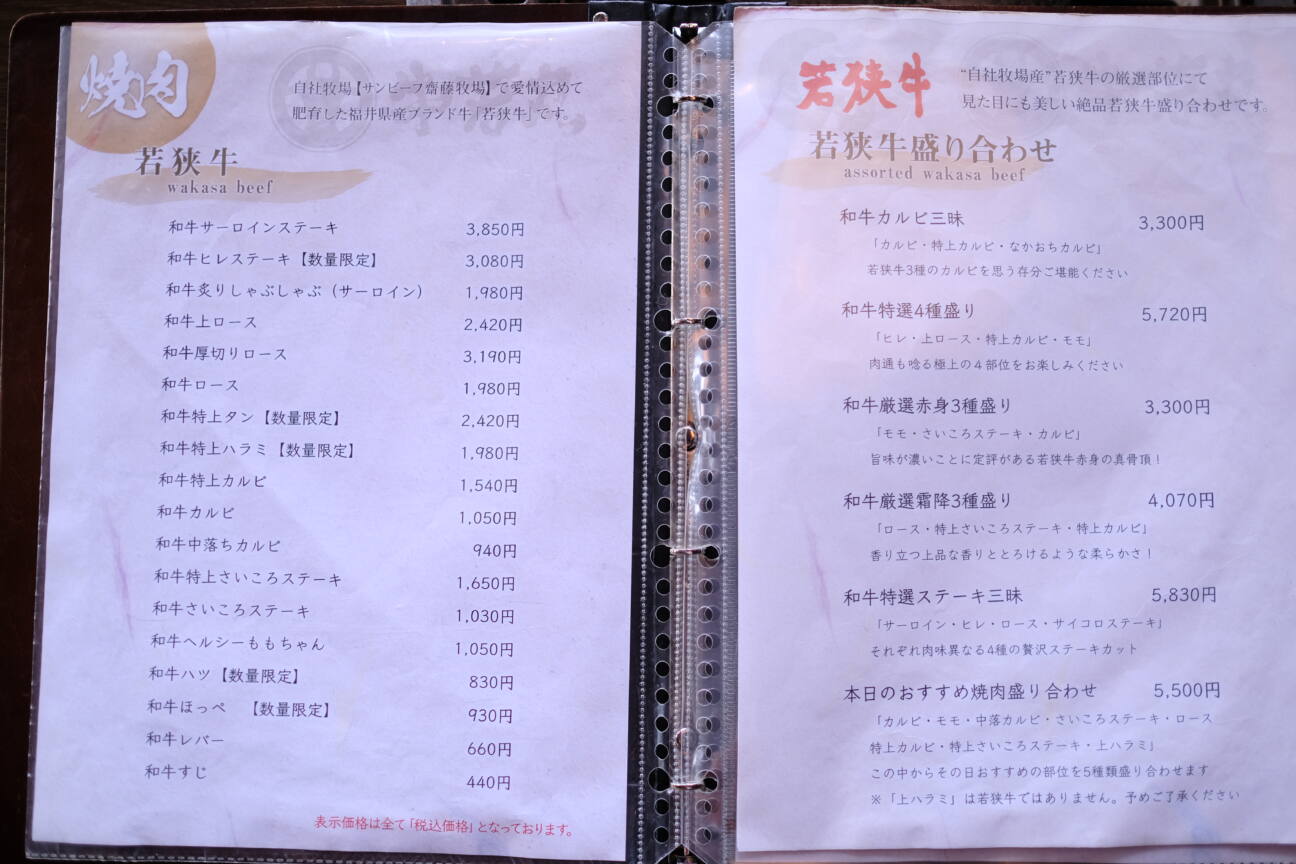 焼肉
自社牧場【サンビーフ齋藤牧場】で愛情込めて
肥育した福井県産ブランド牛「若狭牛」です。
若狭牛
wakasa beef
和牛サーロインステーキ 3,850円
和牛ヒレステーキ【数量限定】 3,080円
和牛炙りしゃぶしゃぶ（サーロイン） 1,980円
和牛上ロース 2,420円
和牛厚切りロース 3,190円
和牛ロース 1,980円
和牛特上タン【数量限定】 2,420円
和牛特上ハラミ【数量限定】 1,980円
和牛特上カルビ 1,540円
和牛カルビ 1,050円
和牛中落ちカルビ 940円
和牛特上さいころステーキ 1,650円
和牛さいころステーキ 1,030円
和牛ヘルシーももちゃん 1,050円
和牛ハツ【数量限定】 830円
和牛ほっぺ 【数量限定】 930円
和牛レバー 660円
和牛すじ 440円
表示価格は全て「税込価格」となっております。
若狭牛
“自社牧場産”若狭牛の厳選部位にて
見た目にも美しい絶品若狭牛盛り合わせです。
若狭牛盛り合わせ
assorted wakasa beef
和牛カルビ三昧 3,300円
「カルビ・特上カルビ・なかおちカルビ」
若狭牛3種のカルビを思う存分ご堪能ください
和牛特選4種盛り 5,720円
「ヒレ・上ロース・特上カルビ・モモ」
肉通も唸る極上の４部位をお楽しみください
和牛厳選赤身3種盛り 3,300円
「モモ・さいころステーキ・カルビ」
旨味が濃いことに定評がある若狭牛赤身の真骨頂！
和牛厳選霜降3種盛り 4,070円
「ロース・特上さいころステーキ・特上カルビ」
香り立つ上品な香りととろけるような柔らかさ！
和牛特選ステーキ三昧 5,830円
「サーロイン・ヒレ・ロース・サイコロステーキ」
それぞれ肉味異なる4種の贅沢ステーキカット
本日のおすすめ焼肉盛り合わせ 5,500円
「カルビ・モモ・中落カルビ・さいころステーキ・ロース
特上カルビ・特上さいころステーキ・上ハラミ」
この中からその日おすすめの部位を5種類盛り合わせます
※「上ハラミ」は若狭牛ではありません。予めご了承ください